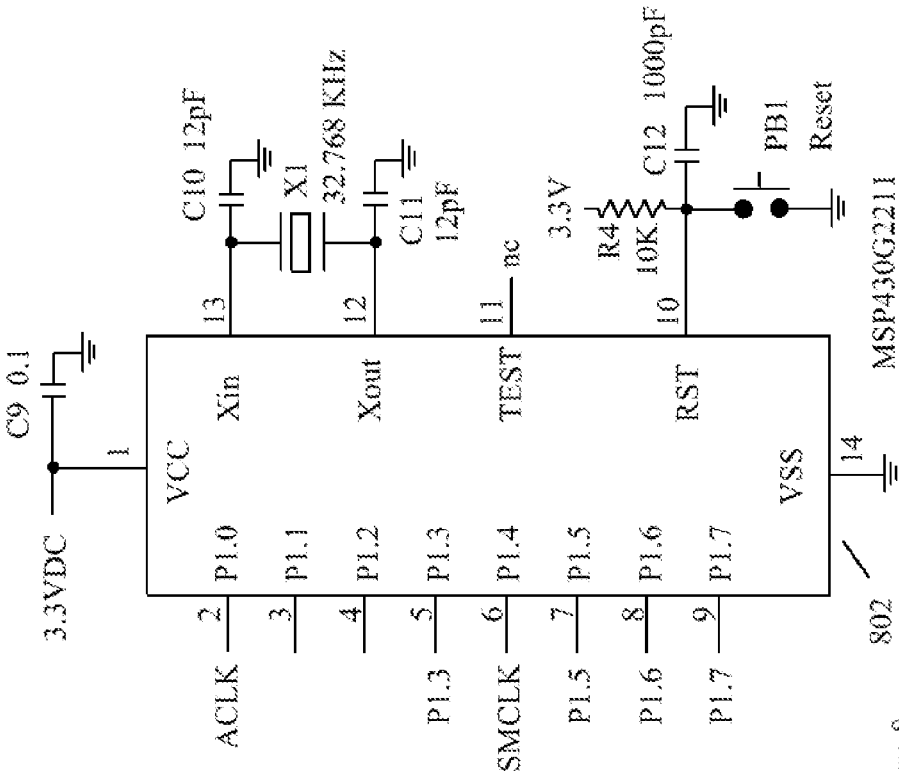 3.3VDC
C9 0.1
1
VCC
ACLK
2
P1.0
3
P1.1
4
P1.2
P1.3
5
P1.3
SMCLK
6
P1.4
P1.5
7
P1.5
P1.6
8
P1.6
P1.7
9
P1.7
Xin
13
C10 12pF
X1
32.768 KHz
Xout
12
C11
12pF
TEST
11
nc
RST
10
3.3V
R4
10K
C12 1000pF
PB1
Reset
VSS
14
802
MSP430G2211